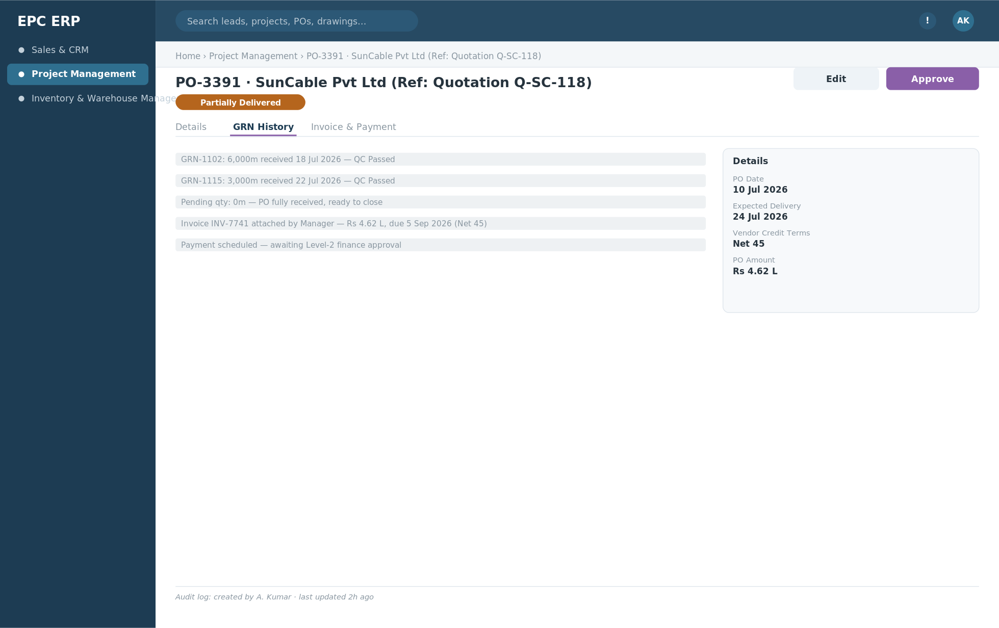 EPC ERP
Search leads, projects, POs, drawings...
!
AK
Sales & CRM
Project Management
Inventory & Warehouse Manage
Home › Project Management › PO-3391 · SunCable Pvt Ltd (Ref: Quotation Q-SC-118)
PO-3391 · SunCable Pvt Ltd (Ref: Quotation Q-SC-118)
Edit
Approve
Partially Delivered
Details
GRN History
Invoice & Payment
GRN-1102: 6,000m received 18 Jul 2026 — QC Passed
GRN-1115: 3,000m received 22 Jul 2026 — QC Passed
Pending qty: 0m — PO fully received, ready to close
Invoice INV-7741 attached by Manager — Rs 4.62 L, due 5 Sep 2026 (Net 45)
Payment scheduled — awaiting Level-2 finance approval
Details
PO Date
10 Jul 2026
Expected Delivery
24 Jul 2026
Vendor Credit Terms
Net 45
PO Amount
Rs 4.62 L
Audit log: created by A. Kumar · last updated 2h ago